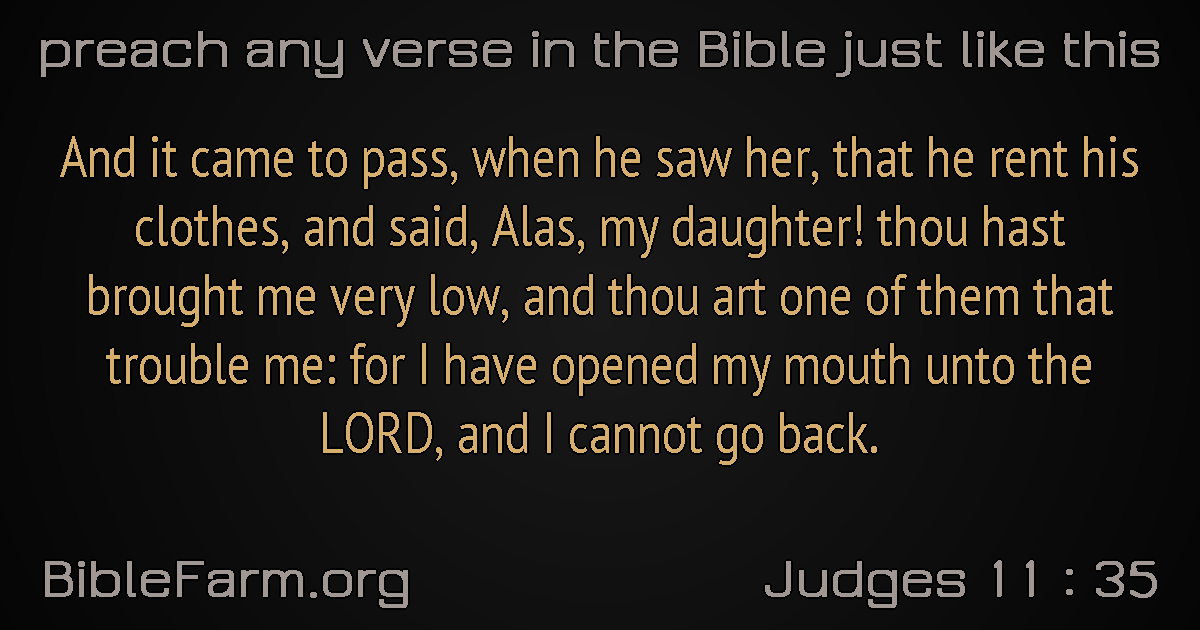 preach any verse in the Bible just like this
And it came to pass, when he saw her, that he rent his
clothes, and said, Alas, my daughter! thou hast
brought me very low, and thou art one of them that
trouble me: for I have opened my mouth unto the
LORD, and I cannot go back.
BibleFarm.org
Judges 11 : 35